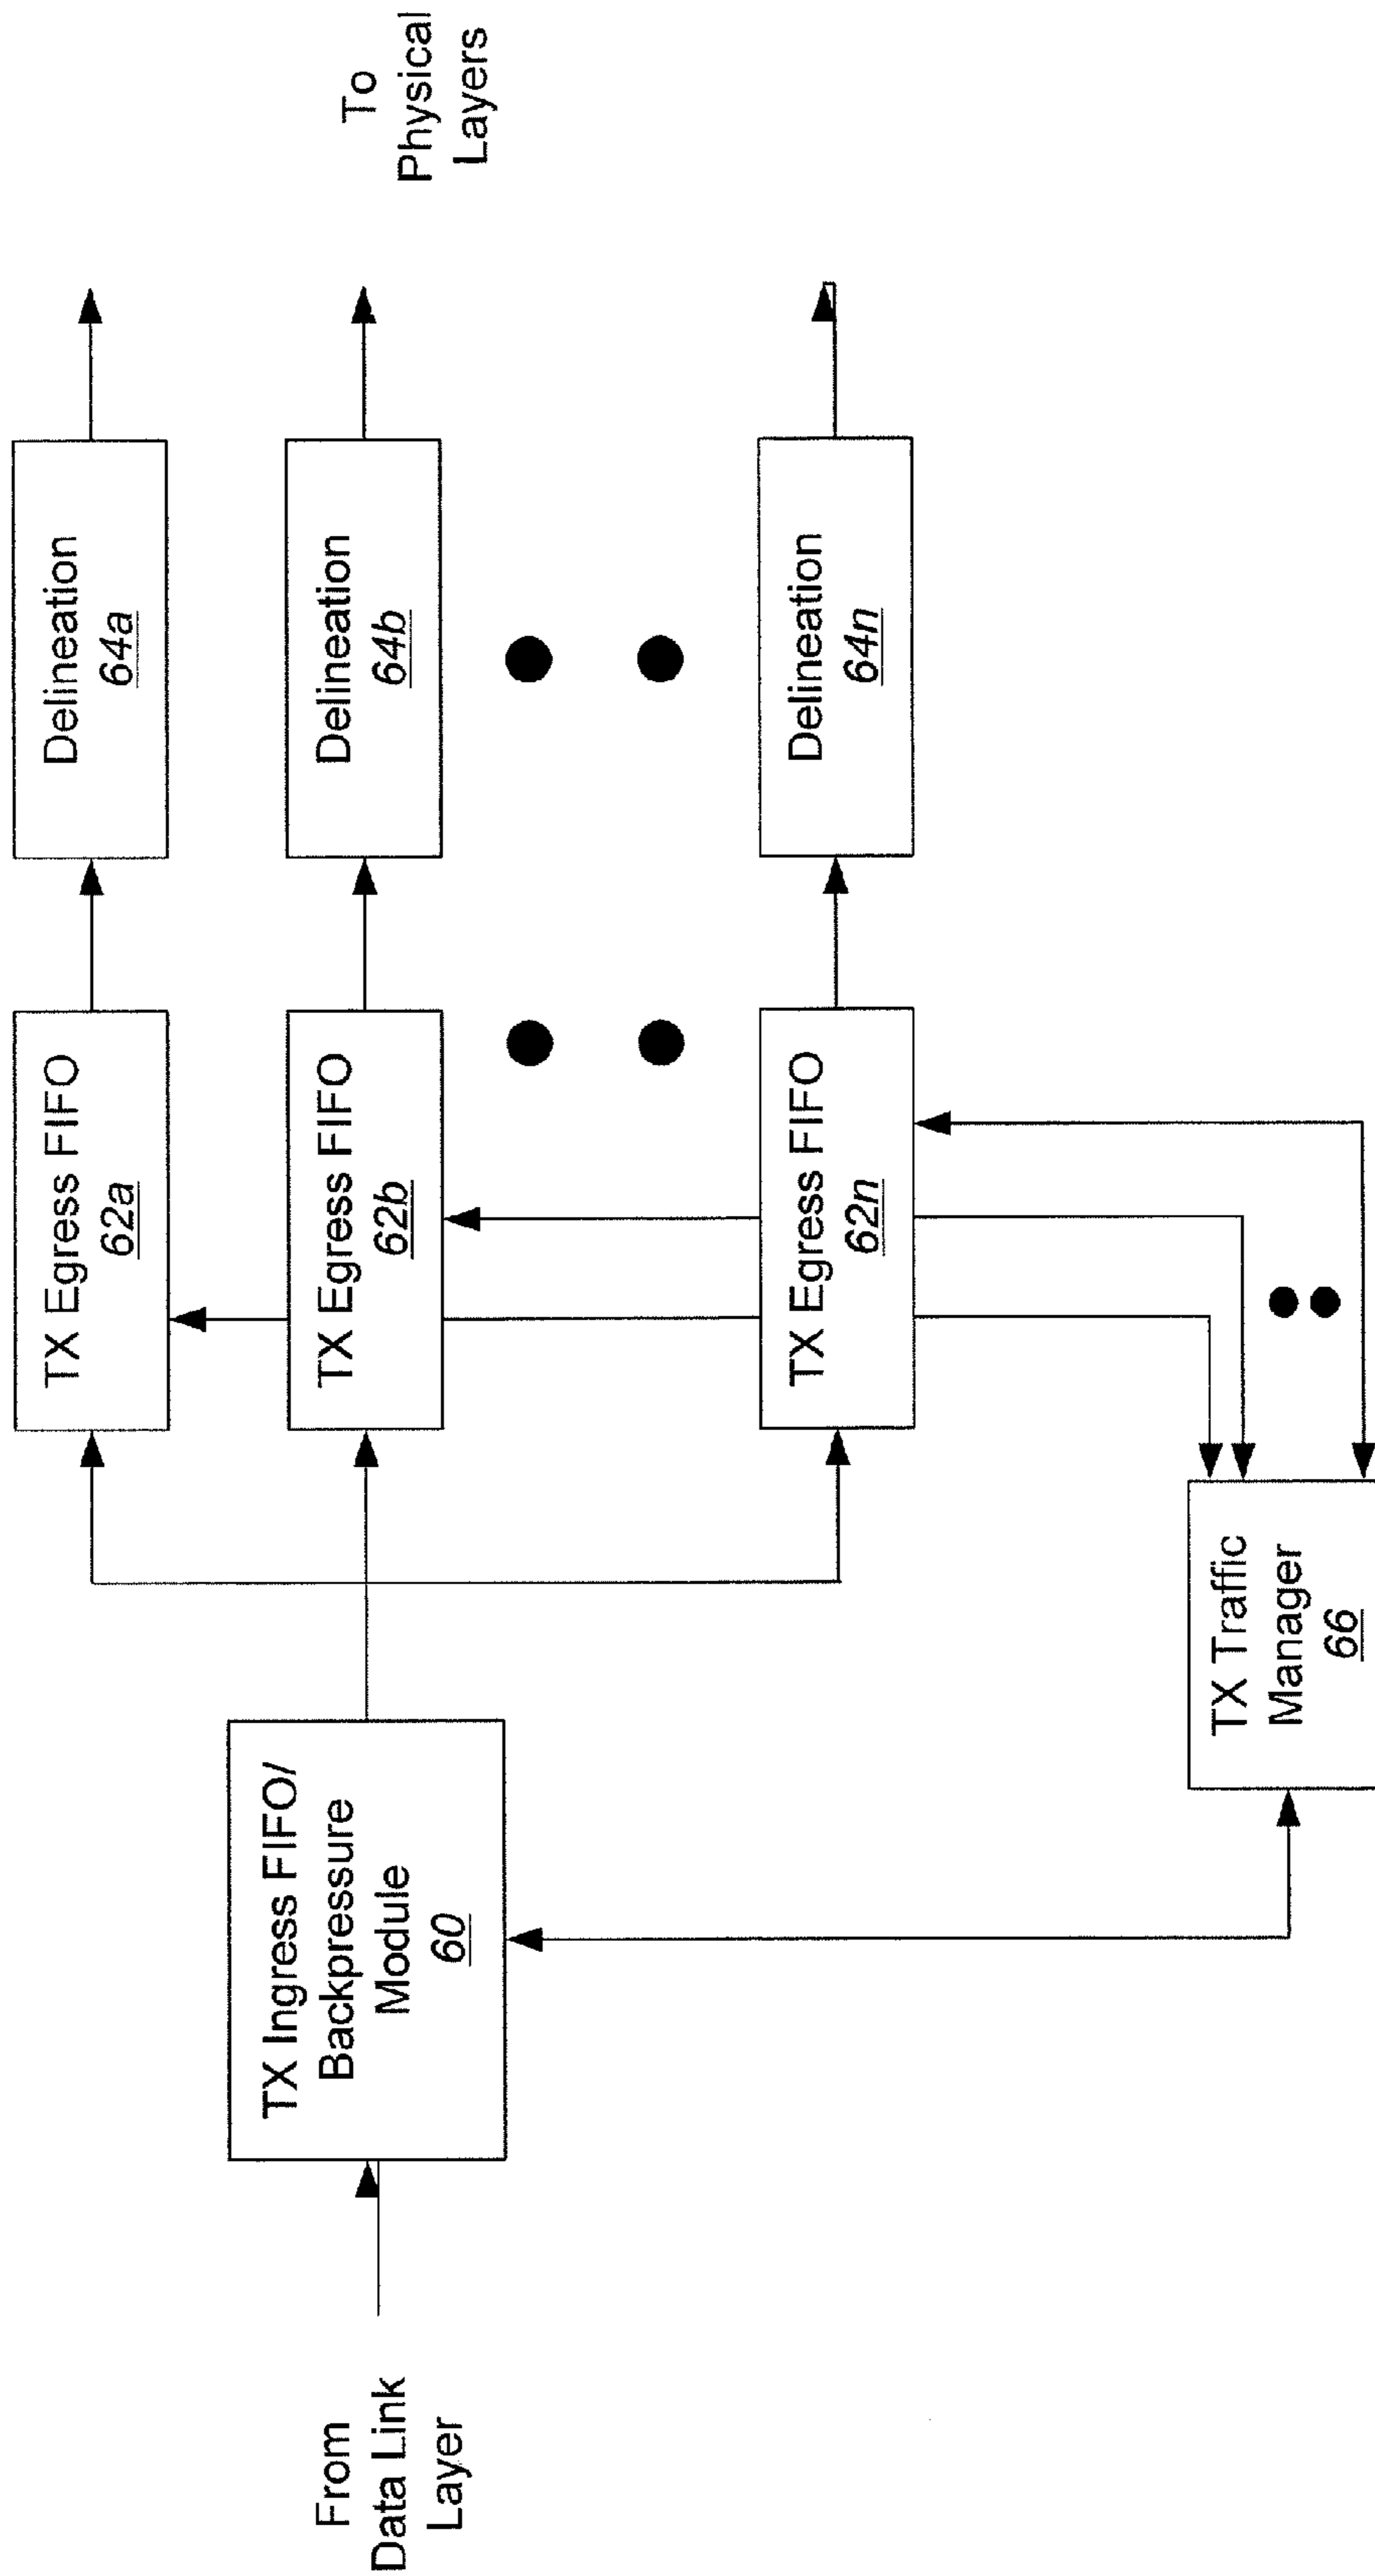 From
Data Link
Layer
TX Ingress FIFO/
Backpressure
Module
60
TX Egress FIFO
62a
Delineation
64a
TX Egress FIFO
62b
Delineation
64b
TX Egress FIFO
62n
Delineation
64n
TX Traffic
Manager
66
To
Physical
Layers